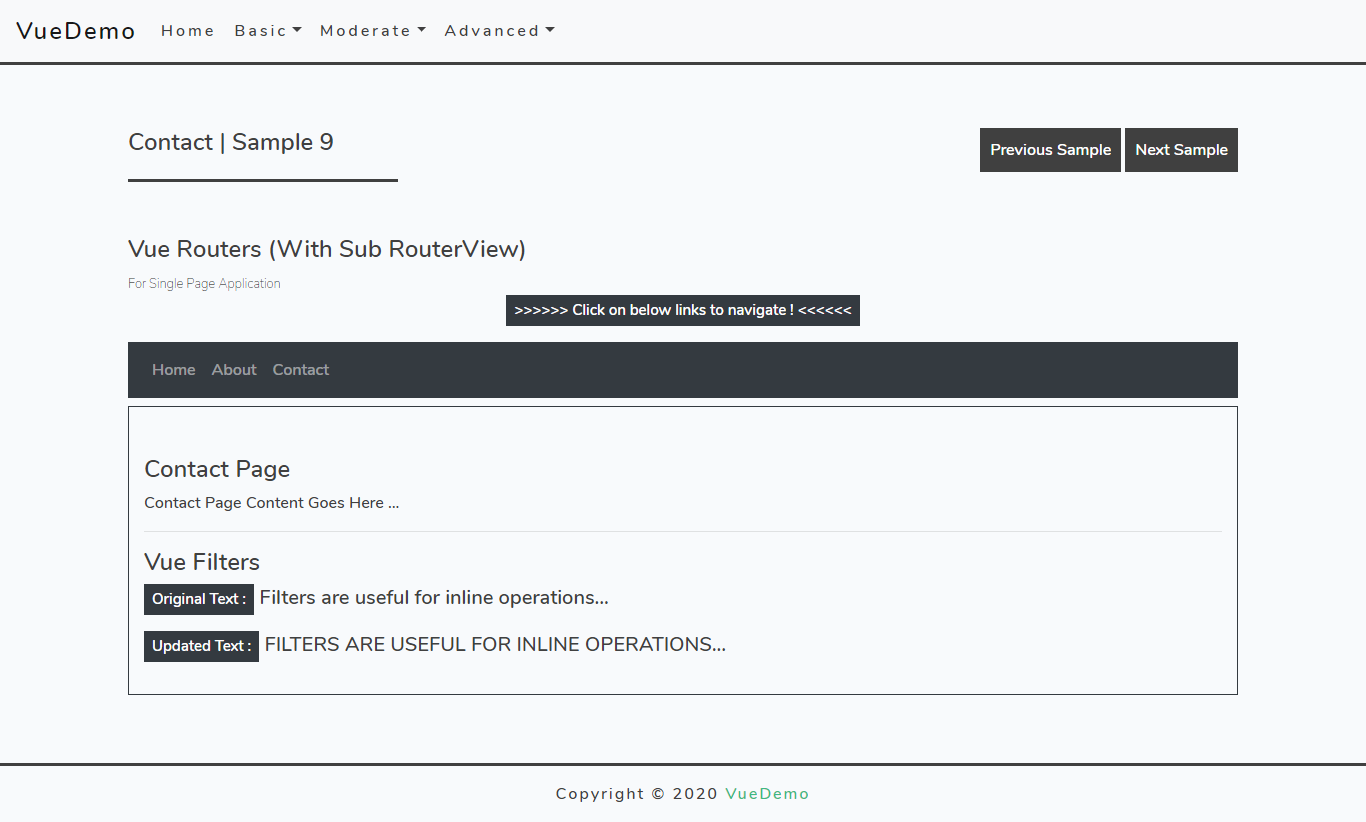 VueDemo Home Basic Moderate Advanced
Contact | Sample 9
Previous Sample Next Sample
Vue Routers (With Sub RouterView)
For Single Page Application
>>>>>> Click on below links to navigate ! <<<<<<
Home About Contact
Contact Page
Contact Page Content Goes Here ...
Vue Filters
Original Text : Filters are useful for inline operations...
Updated Text : FILTERS ARE USEFUL FOR INLINE OPERATIONS...
Copyright © 2020 VueDemo